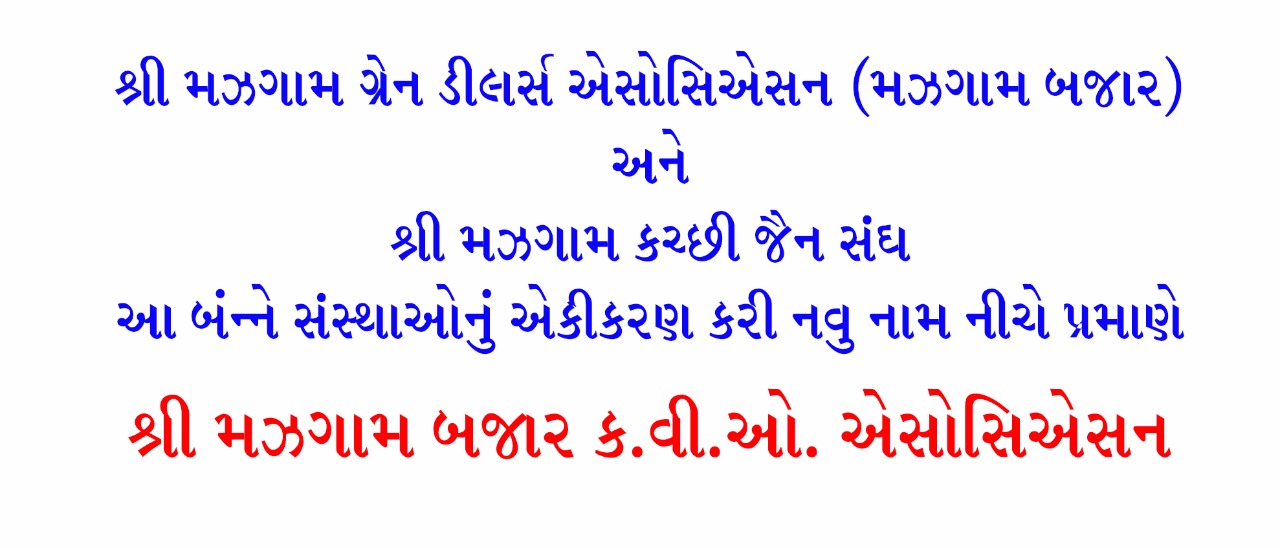 શ્રી મઝગામ ગ્રેન ડીલર્સ એસોસિએસન (મઝગામ બજાર)
અને
શ્રી મઝગામ કચ્છી જૈન સંઘ
આ બંન્ને સંસ્થાઓનું એકીકરણ કરી નવુ નામ નીચે પ્રમાણે
શ્રી મઝગામ બજાર ક.વી.ઓ. એસોસિએસન